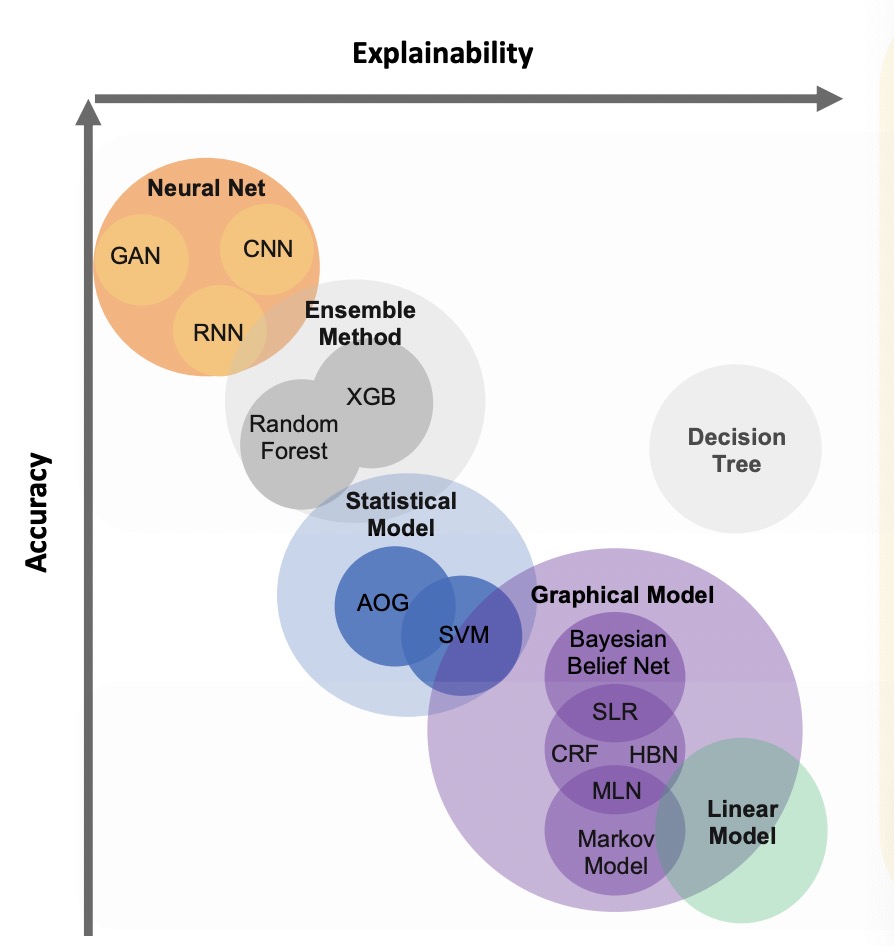 Explainability
Neural Net
GAN
CNN
RNN
Ensemble
Method
XGB
Random
Forest
Decision
Tree
Accuracy
Statistical
Model
AOG
SVM
Graphical Model
Bayesian
Belief Net
SLR
CRF HBN
MLN
Markov
Model
Linear
Model